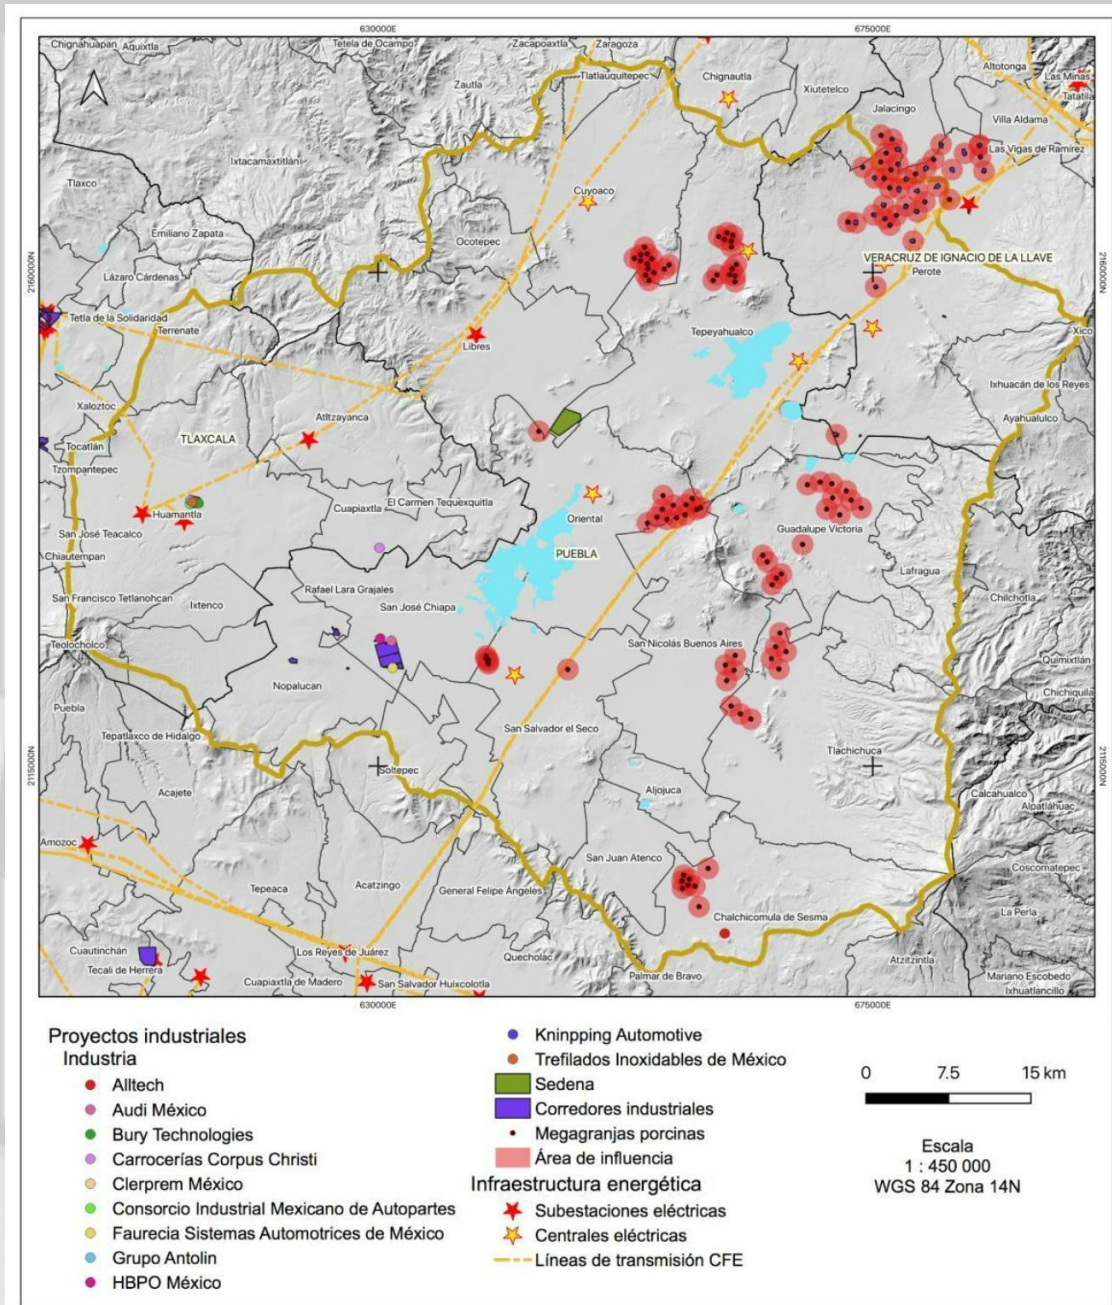 630000E
675000E
Chignahuapan
Aquixtla
Tetela de Ocampo
Zacapoaxtla
Zaragoza
Tlatlauquitepec
Chignautla
Altotonga
Las Minas
Tatatila
Zautla
Xiutetelco
Jalacingo
Villa Aldama
Las Vigas de Ramírez
Ixtacamaxtitlán
Tlaxco
Cuyoaco
Emiliano Zapata
Ocotepec
Lázaro Cárdenas
VERACRUZ DE IGNACIO DE LA LLAVE
Perote
2160000N
2160000N
Tetla de la Solidaridad
Terrenate
Tepeyahualco
Xico
Libres
Ixhuacán de los Reyes
Xaloztoc
Atltzayanca
Ayahualulco
TLAXCALA
Tocatlán
Tzompantepec
El Carmen Tequexquitla
Cuapiaxtla
Huamantla
Oriental
Guadalupe Victoria
San José Teacalco
Chiautempan
PUEBLA
Lafragua
Rafael Lara Grajales
San Francisco Tetlanohcan
Ixtenco
San José Chiapa
Chilchotla
Teolocholco
San Nicolás Buenos Aires
Quimixtlán
Nopalucan
Chichiquila
Puebla
Tepatlaxco de Hidalgo
San Salvador el Seco
Tlachichuca
2115000N
2115000N
Soltepec
Acajete
Aljojuca
Calcahualco
Alpatláhuac
Amozoc
San Juan Atenco
Coscomatepec
Tepeaca
Acatzingo
General Felipe Ángeles
La Perla
Chalchicomula de Sesma
Cuautinchán
Los Reyes de Juárez
Quecholac
Atzitzintla
Tecali de Herrera
Cuapiaxtla de Madero
San Salvador Huixcolotla
Palmar de Bravo
Mariano Escobedo
Ixhuatlancillo
630000E
675000E
Proyectos industriales
Industria
Alltech
Audi México
Bury Technologies
Carrocerías Corpus Christi
Clerprem México
Consorcio Industrial Mexicano de Autopartes
Faurecia Sistemas Automotrices de México
Grupo Antolin
HBPO México
Kninpping Automotive
Trefilados Inoxidables de México
Sedena
Corredores industriales
Megagranjas porcinas
Área de influencia
Infraestructura energética
Subestaciones eléctricas
Centrales eléctricas
Líneas de transmisión CFE
0 7.5 15 km
Escala
1 : 450 000
WGS 84 Zona 14N